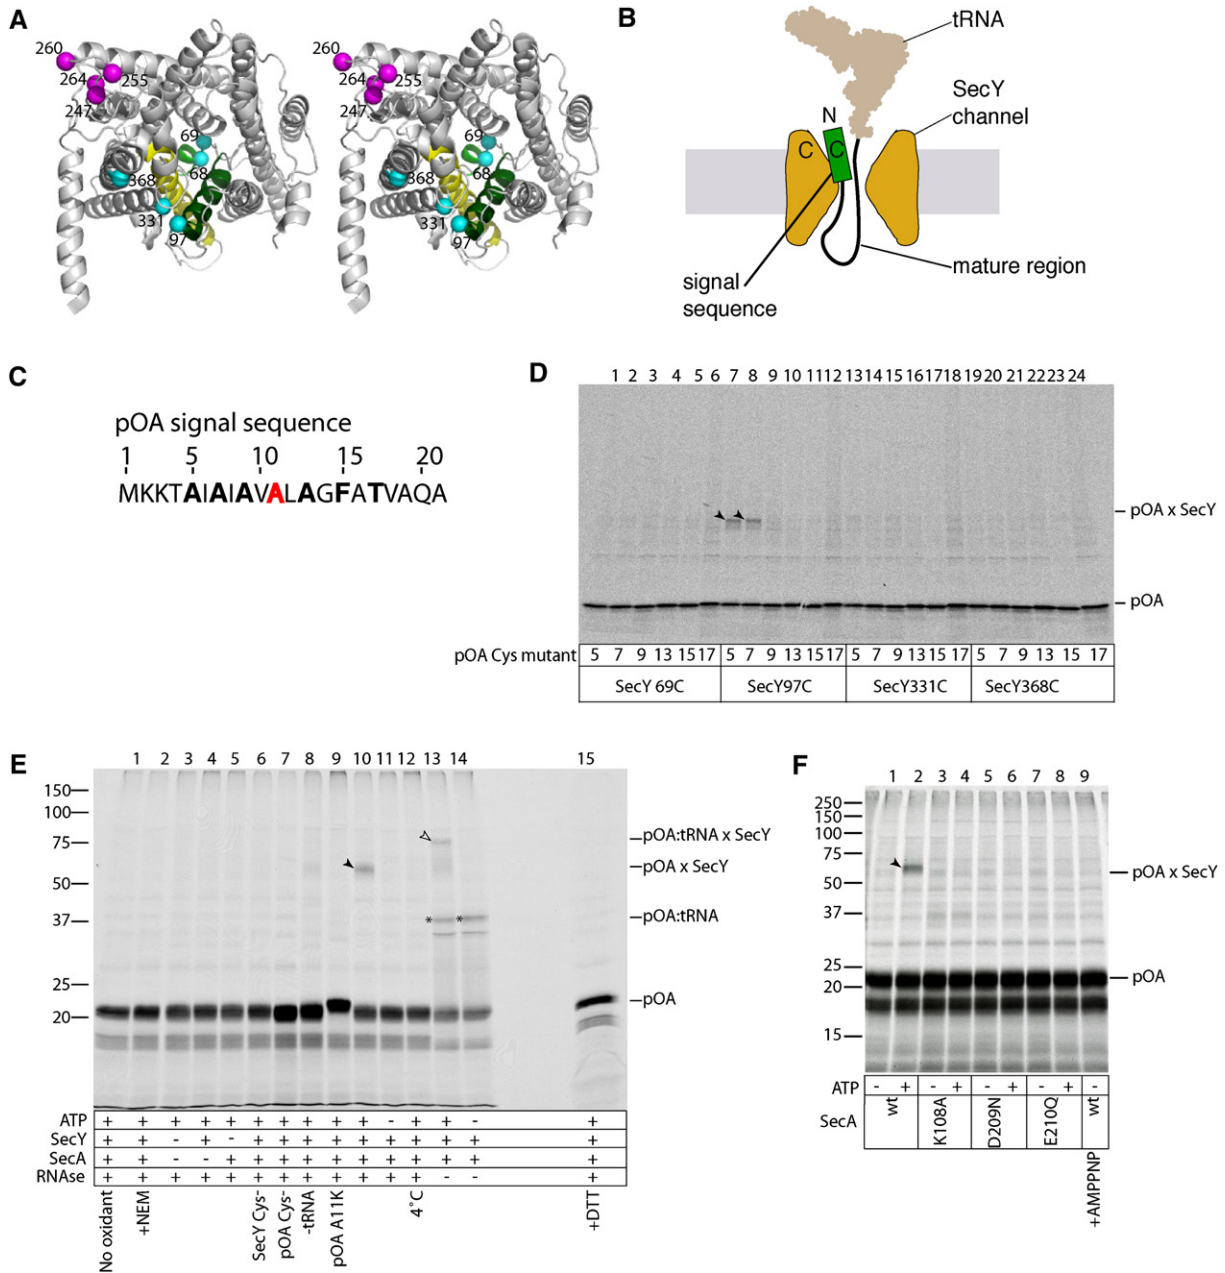 A
260
264
255
247
69
68
368
331
97
260
264
255
247
69
68
368
331
97
B
tRNA
N
SecY
channel
C
C
signal
sequence
mature region
C
pOA signal sequence
1 5 10 15 20
MKKTAIAIAVALAGFATVAQA
D
1 2 3 4 5 6 7 8 9 10 11 12 13 14 15 16 17 18 19 20 21 22 23 24
pOA x SecY
pOA
pOA Cys mutant 5 7 9 13 15 17 5 7 9 13 15 17 5 7 9 13 15 17 5 7 9 13 15 17
SecY 69C SecY97C SecY331C SecY368C
E
1 2 3 4 5 6 7 8 9 10 11 12 13 14 15
150
100
75
50
37
25
20
pOA:tRNA x SecY
pOA x SecY
* * pOA:tRNA
pOA
ATP + + + + + + + + + + - + + - +
SecY + + - + - + + + + + + + + + +
SecA + + - - + + + + + + + + + + +
RNAse + + + + + + + + + + + + - - +
No oxidant
+NEM
SecY Cys-
pOA Cys-
-tRNA
pOA A11K
4°C
+DTT
F
1 2 3 4 5 6 7 8 9
250
150
100
75
50
37
25
20
15
pOA x SecY
pOA
ATP - + - + - + - + -
SecA wt K108A D209N E210Q wt
+AMPPNP